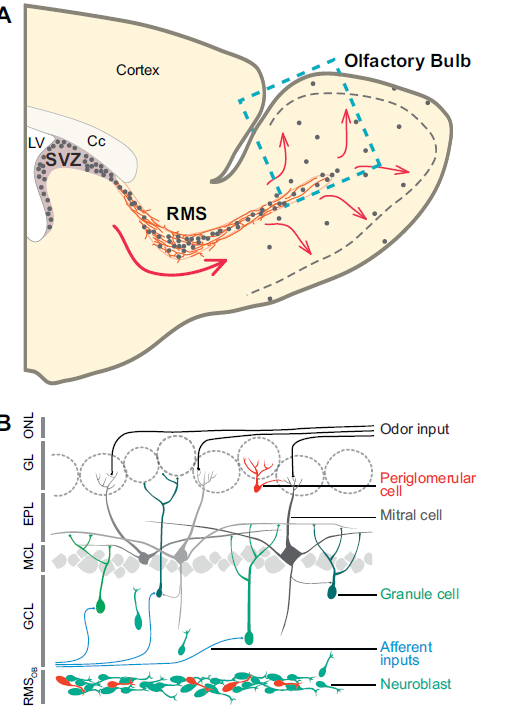 A
Olfactory Bulb
Cortex
LV
Cc
SVZ
RMS
B
ONL
GL
EPL
MCL
GCL
RMSOB
Odor input
Periglomerular
cell
Mitral cell
Granule cell
Afferent
inputs
Neuroblast